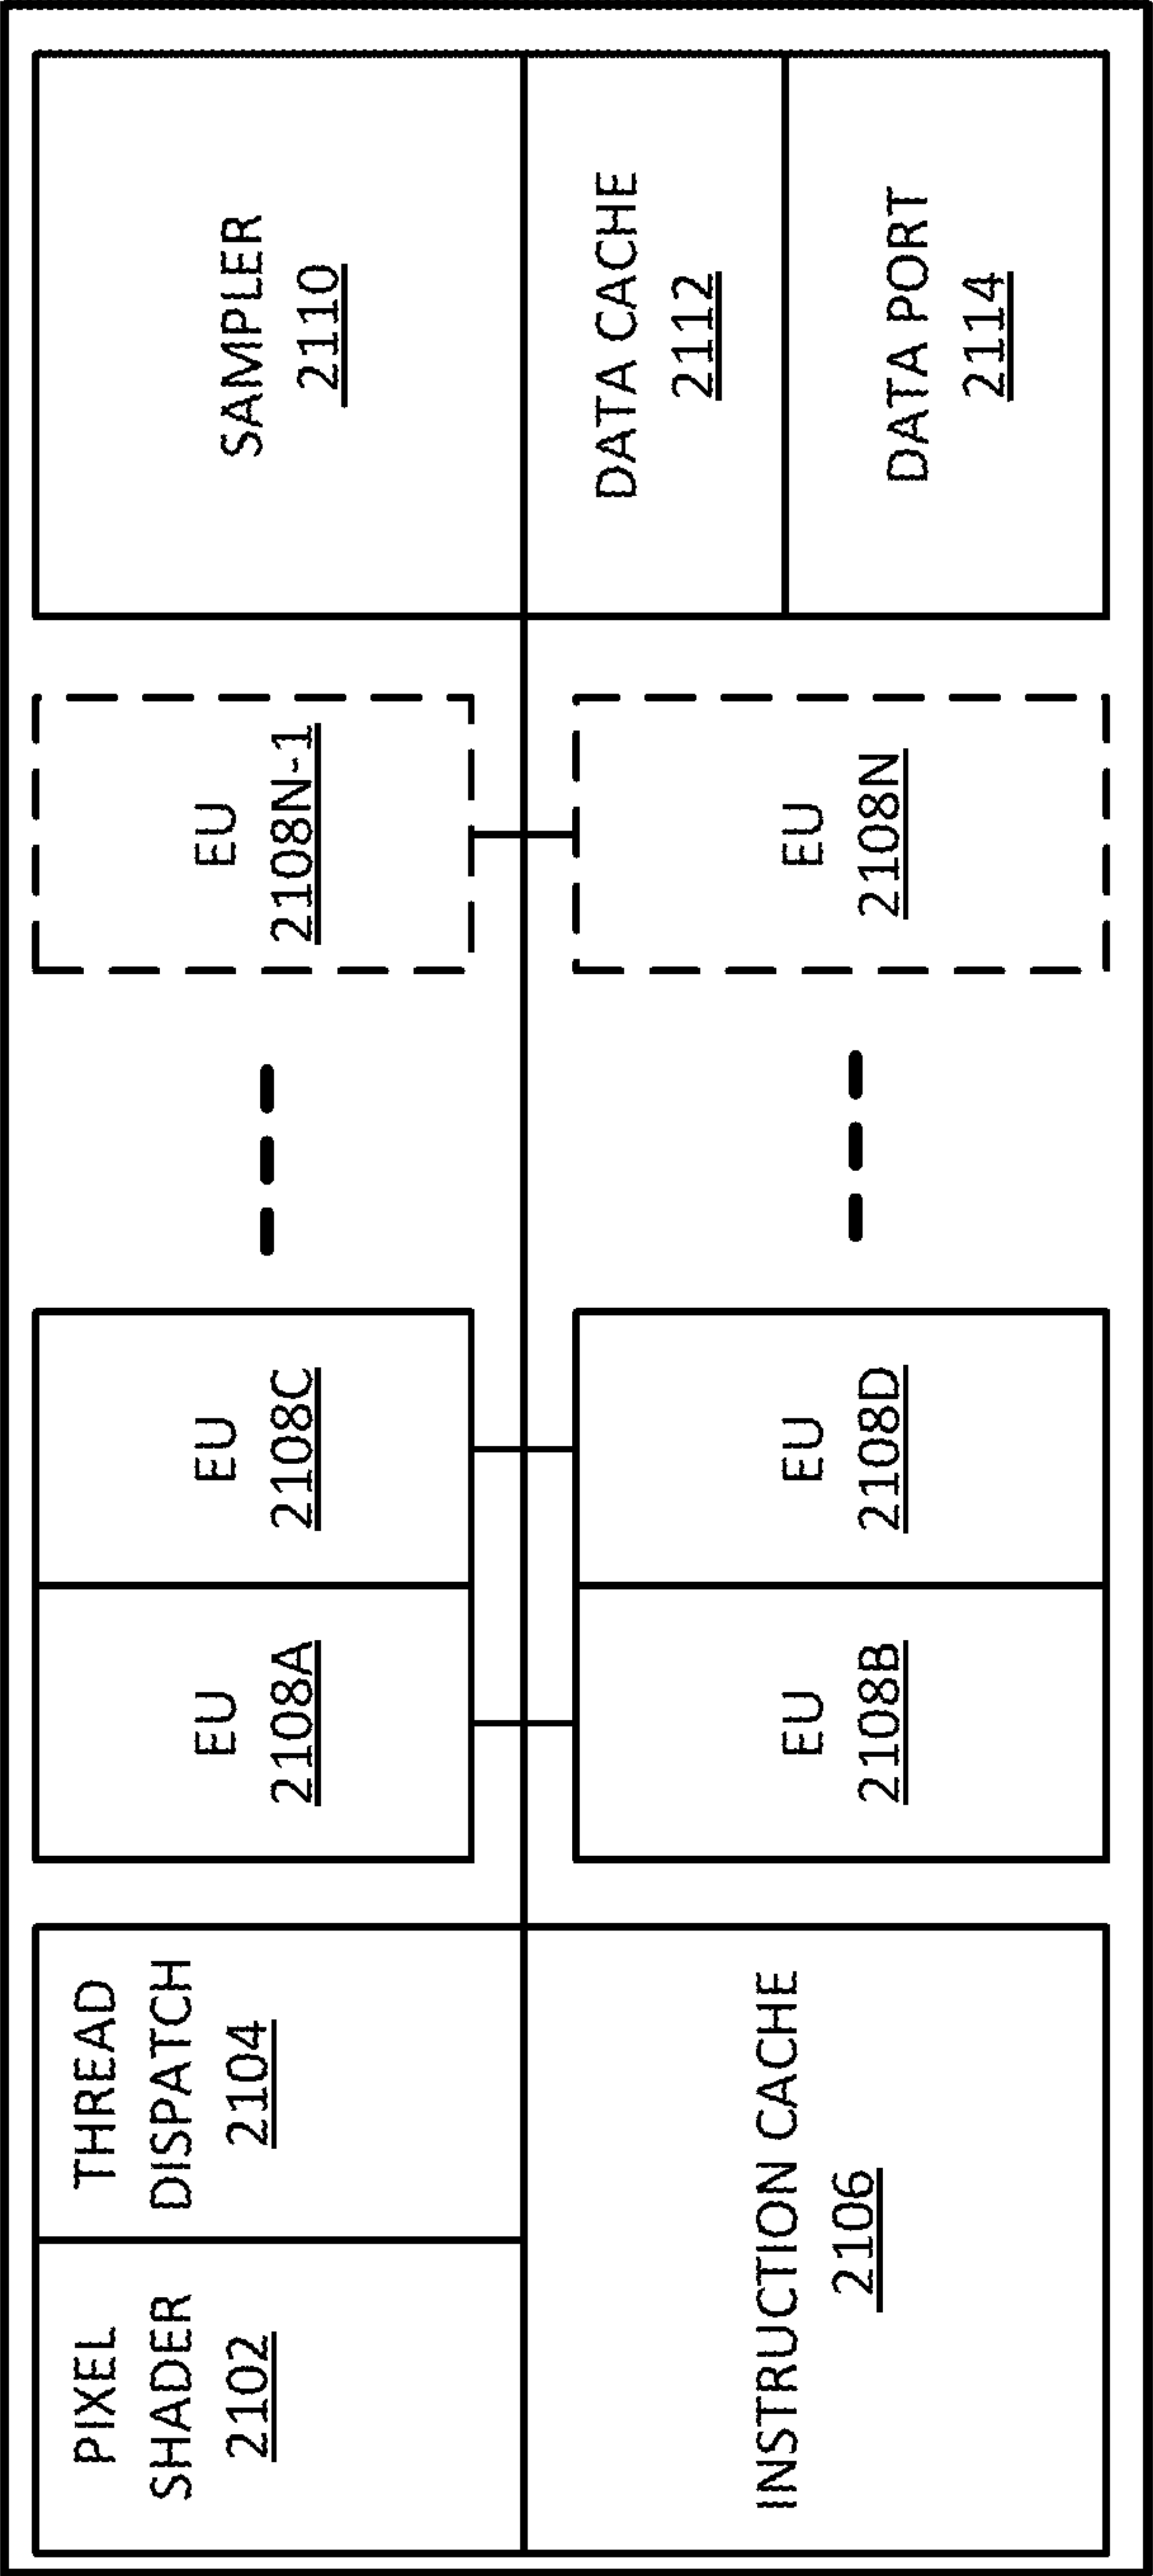 PIXEL
SHADER
2102
THREAD
DISPATCH
2104
INSTRUCTION CACHE
2106
EU
2108A
EU
2108C
EU
2108B
EU
2108D
EU
2108N-1
EU
2108N
SAMPLER
2110
DATA CACHE
2112
DATA PORT
2114